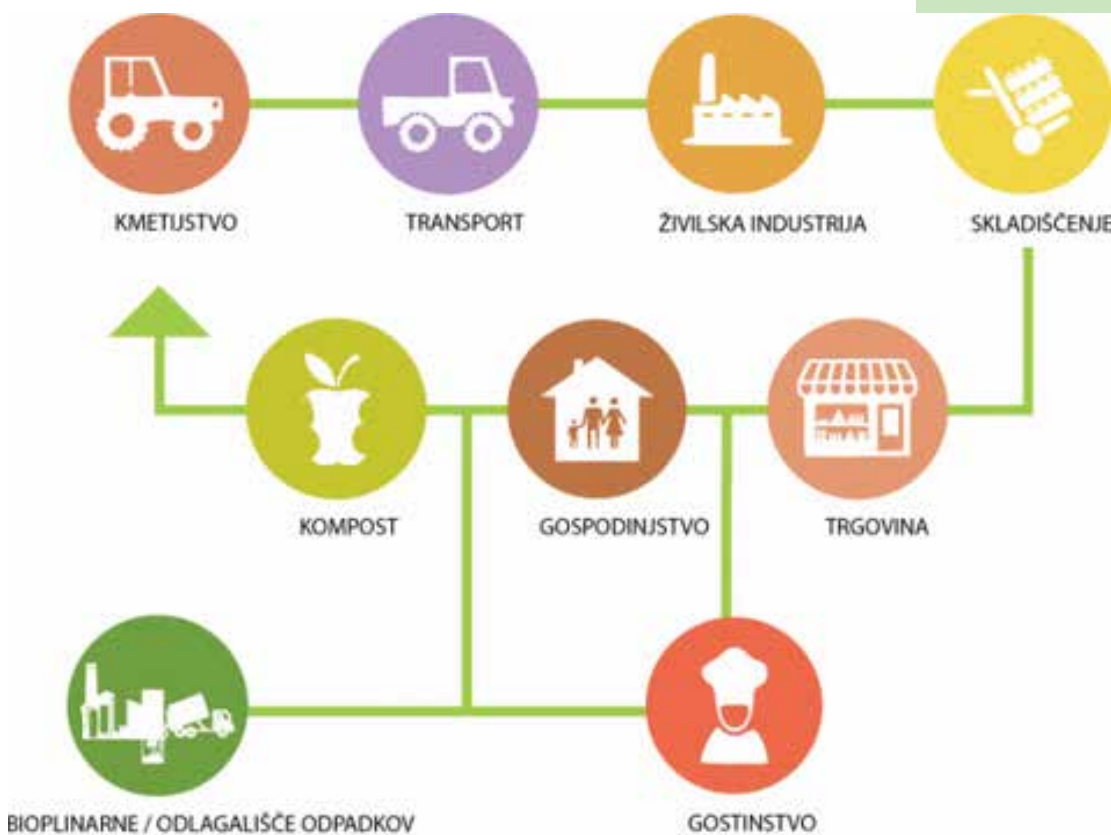 KMETIJSTVO
TRANSPORT
ŽIVILSKA INDUSTRIJA
SKLADIŠČENJE
KOMPOST
GOSPODINJSTVO
TRGOVINA
BIOPLINARNE / ODLAGALIŠČE ODPADKOV
GOSTINSTVO